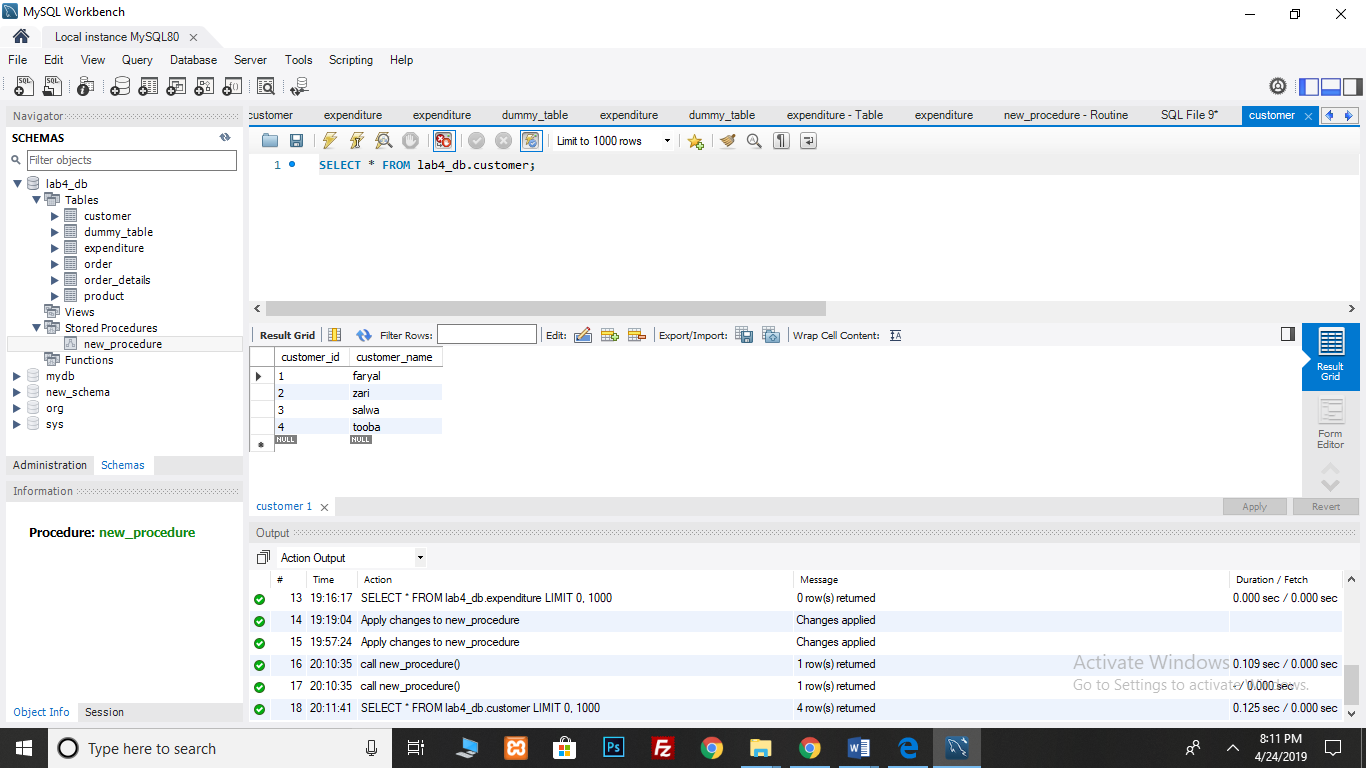 MySQL Workbench
Local instance MySQL80
File Edit View Query Database Server Tools Scripting Help
Navigator
SCHEMAS
Filter objects
lab4_db
Tables
customer
dummy_table
expenditure
order
order_details
product
Views
Stored Procedures
new_procedure
Functions
mydb
new_schema
org
sys
Administration Schemas
Information
Procedure: new_procedure
Object Info Session
customer expenditure expenditure dummy_table expenditure dummy_table expenditure - Table expenditure new_procedure - Routine SQL File 9* customer
Limit to 1000 rows
1 SELECT * FROM lab4_db.customer;
Result Grid Filter Rows: Edit: Export/Import: Wrap Cell Content:
customer_id customer_name
1 faryal
2 zari
3 salwa
4 tooba
NULL NULL
Result Grid
Form Editor
customer 1 Apply Revert
Output
Action Output
# Time Action Message Duration / Fetch
13 19:16:17 SELECT * FROM lab4_db.expenditure LIMIT 0, 1000 0 row(s) returned 0.000 sec / 0.000 sec
14 19:19:04 Apply changes to new_procedure Changes applied
15 19:57:24 Apply changes to new_procedure Changes applied
16 20:10:35 call new_procedure() 1 row(s) returned 0.109 sec / 0.000 sec
17 20:10:35 call new_procedure() 1 row(s) returned -/ 0.000 sec
18 20:11:41 SELECT * FROM lab4_db.customer LIMIT 0, 1000 4 row(s) returned 0.125 sec / 0.000 sec
Activate Windows
Go to Settings to activate Windows.
Type here to search
8:11 PM
4/24/2019